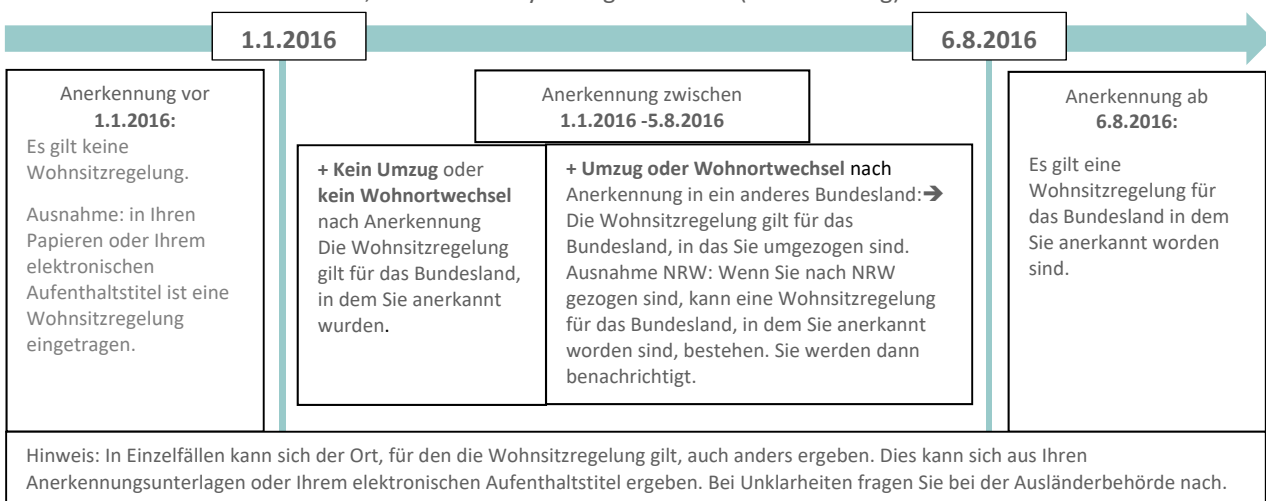 1.1.2016
6.8.2016
Anerkennung vor
1.1.2016:
Es gilt keine
Wohnsitzregelung.
Ausnahme: in Ihren
Papieren oder Ihrem
elektronischen
Aufenthaltstitel ist eine
Wohnsitzregelung
eingetragen.
Anerkennung zwischen
1.1.2016 -5.8.2016
+ Kein Umzug oder
kein Wohnortwechsel
nach Anerkennung
Die Wohnsitzregelung
gilt für das Bundesland,
in dem Sie anerkannt
wurden.
+ Umzug oder Wohnortwechsel nach
Anerkennung in ein anderes Bundesland:➔
Die Wohnsitzregelung gilt für das
Bundesland, in das Sie umgezogen sind.
Ausnahme NRW: Wenn Sie nach NRW
gezogen sind, kann eine Wohnsitzregelung
für das Bundesland, in dem Sie anerkannt
worden sind, bestehen. Sie werden dann
benachrichtigt.
Anerkennung ab
6.8.2016:
Es gilt eine
Wohnsitzregelung für
das Bundesland in dem
Sie anerkannt worden
sind.
Hinweis: In Einzelfällen kann sich der Ort, für den die Wohnsitzregelung gilt, auch anders ergeben. Dies kann sich aus Ihren
Anerkennungsunterlagen oder Ihrem elektronischen Aufenthaltstitel ergeben. Bei Unklarheiten fragen Sie bei der Ausländerbehörde nach.